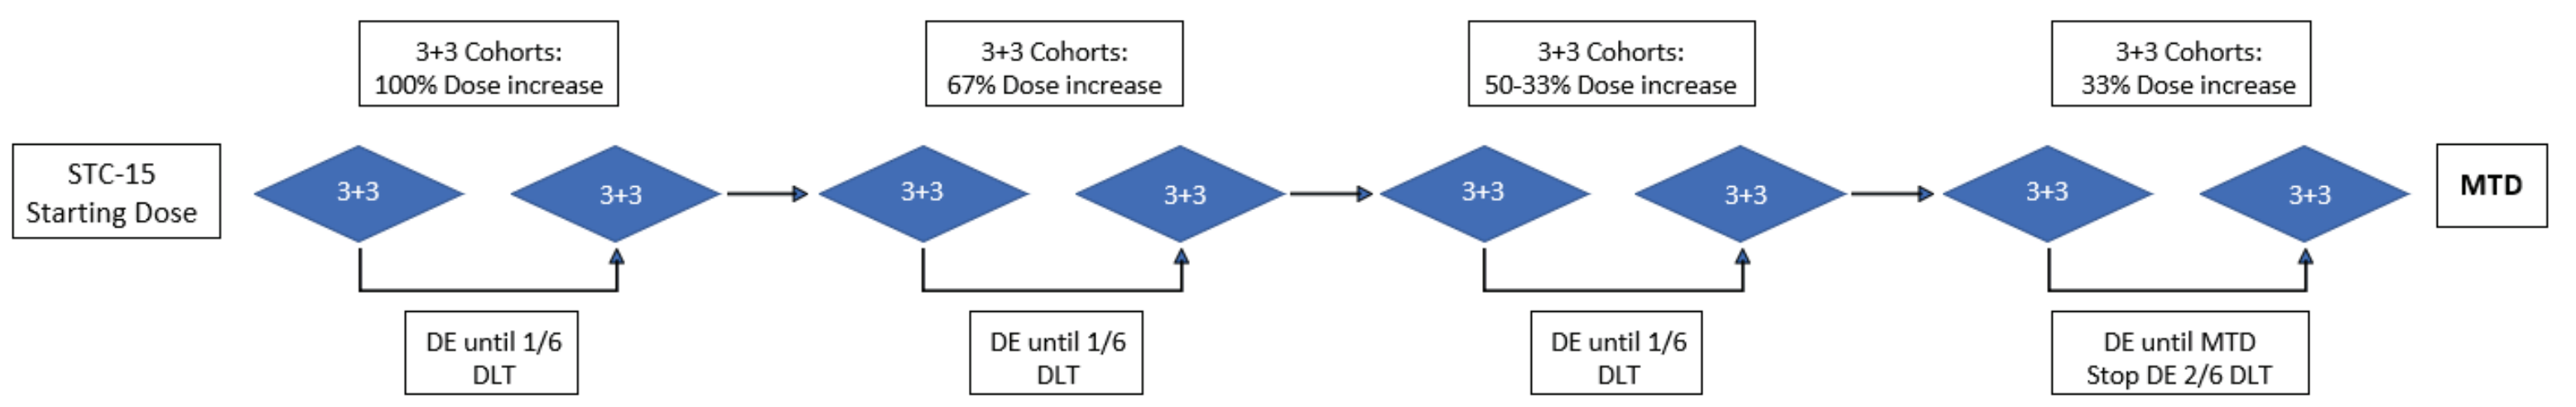 3+3 Cohorts:
100% Dose increase
3+3 Cohorts:
67% Dose increase
3+3 Cohorts:
50-33% Dose increase
3+3 Cohorts:
33% Dose increase
STC-15
Starting Dose
3+3
3+3
3+3
3+3
3+3
3+3
3+3
3+3
MTD
DE until 1/6
DLT
DE until 1/6
DLT
DE until 1/6
DLT
DE until MTD
Stop DE 2/6 DLT